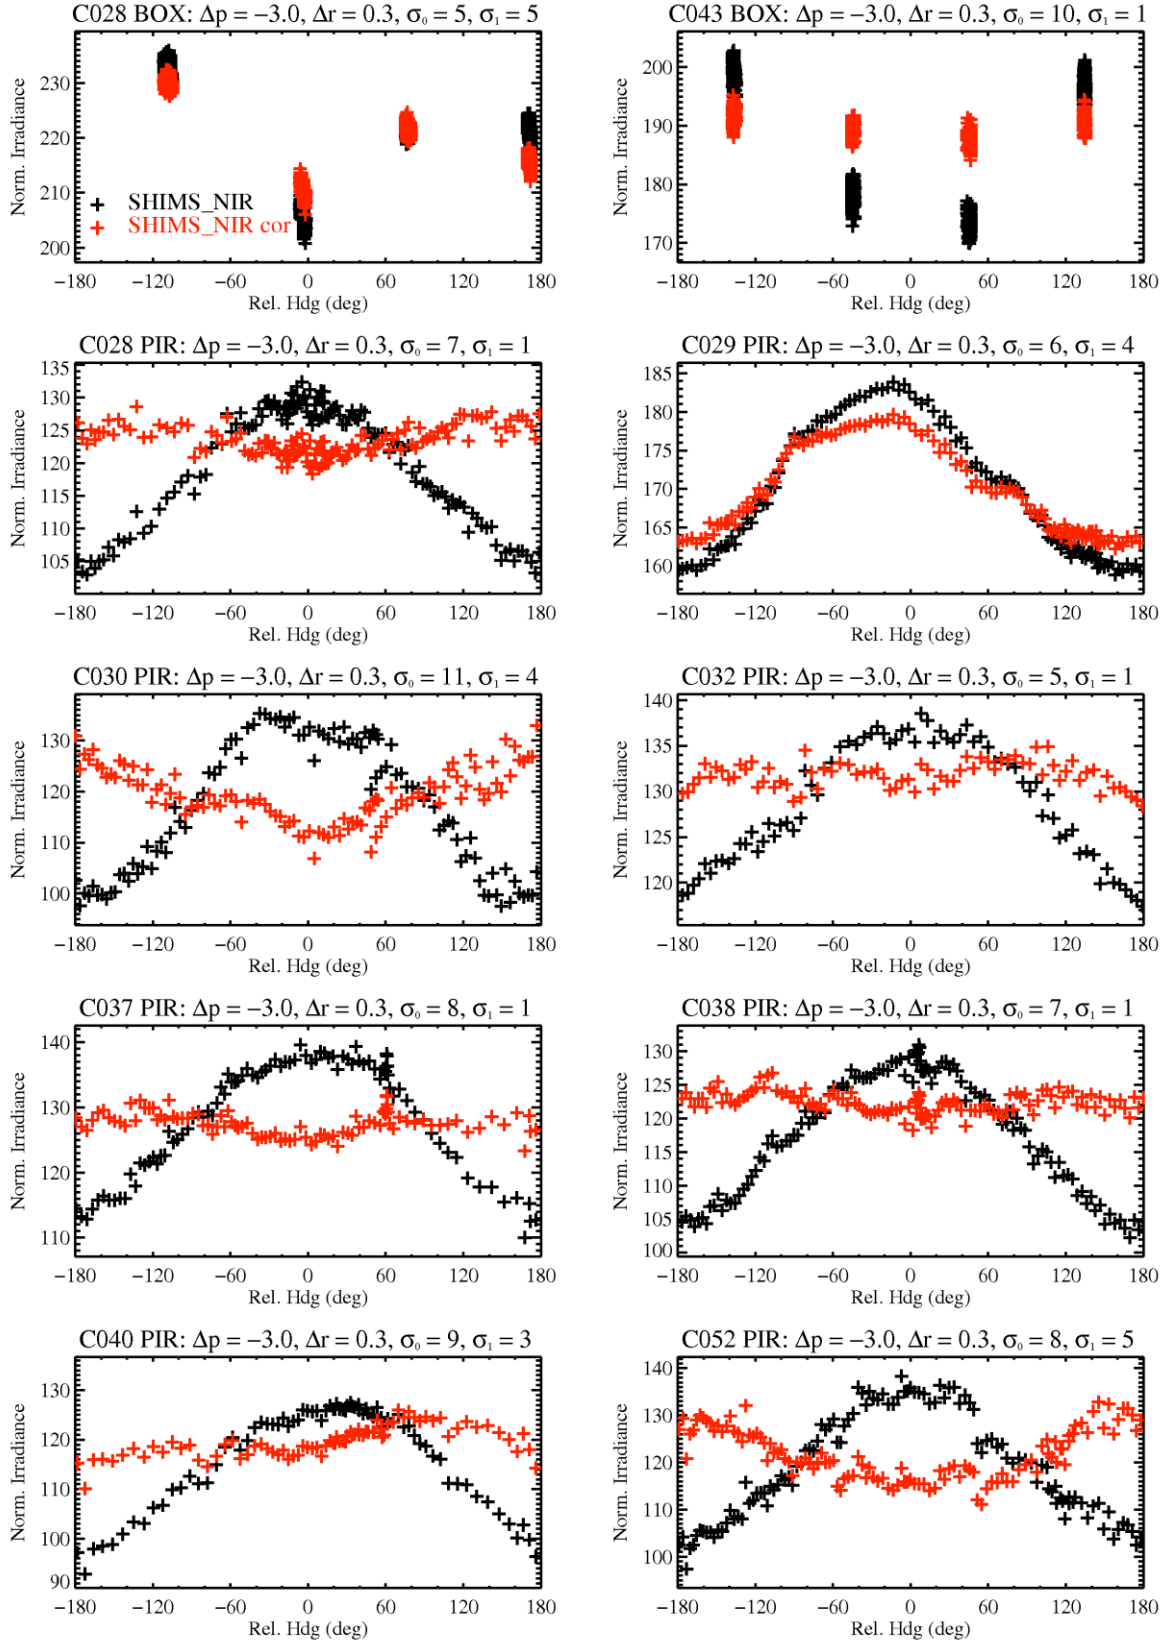 C028 BOX: Δp = −3.0, Δr = 0.3, σ₀ = 5, σ₁ = 5
Norm. Irradiance
230
220
210
200
SHIMS_NIR
SHIMS_NIR cor
−180 −120 −60 0 60 120 180
Rel. Hdg (deg)
C043 BOX: Δp = −3.0, Δr = 0.3, σ₀ = 10, σ₁ = 1
Norm. Irradiance
200
190
180
170
−180 −120 −60 0 60 120 180
Rel. Hdg (deg)
C028 PIR: Δp = −3.0, Δr = 0.3, σ₀ = 7, σ₁ = 1
Norm. Irradiance
135
130
125
120
115
110
105
−180 −120 −60 0 60 120 180
Rel. Hdg (deg)
C029 PIR: Δp = −3.0, Δr = 0.3, σ₀ = 6, σ₁ = 4
Norm. Irradiance
185
180
175
170
165
160
−180 −120 −60 0 60 120 180
Rel. Hdg (deg)
C030 PIR: Δp = −3.0, Δr = 0.3, σ₀ = 11, σ₁ = 4
Norm. Irradiance
130
120
110
100
−180 −120 −60 0 60 120 180
Rel. Hdg (deg)
C032 PIR: Δp = −3.0, Δr = 0.3, σ₀ = 5, σ₁ = 1
Norm. Irradiance
140
135
130
125
120
−180 −120 −60 0 60 120 180
Rel. Hdg (deg)
C037 PIR: Δp = −3.0, Δr = 0.3, σ₀ = 8, σ₁ = 1
Norm. Irradiance
140
130
120
110
−180 −120 −60 0 60 120 180
Rel. Hdg (deg)
C038 PIR: Δp = −3.0, Δr = 0.3, σ₀ = 7, σ₁ = 1
Norm. Irradiance
130
125
120
115
110
105
100
−180 −120 −60 0 60 120 180
Rel. Hdg (deg)
C040 PIR: Δp = −3.0, Δr = 0.3, σ₀ = 9, σ₁ = 3
Norm. Irradiance
130
120
110
100
90
−180 −120 −60 0 60 120 180
Rel. Hdg (deg)
C052 PIR: Δp = −3.0, Δr = 0.3, σ₀ = 8, σ₁ = 5
Norm. Irradiance
140
130
120
110
100
−180 −120 −60 0 60 120 180
Rel. Hdg (deg)